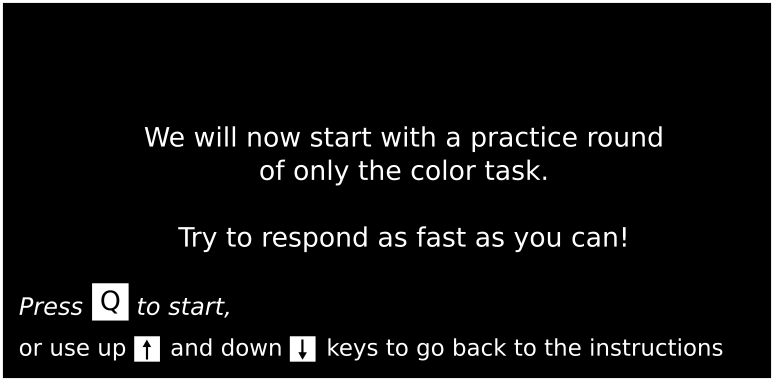 We will now start with a practice round
of only the color task.
Try to respond as fast as you can!
Press Q to start,
or use up ↑ and down ↓ keys to go back to the instructions